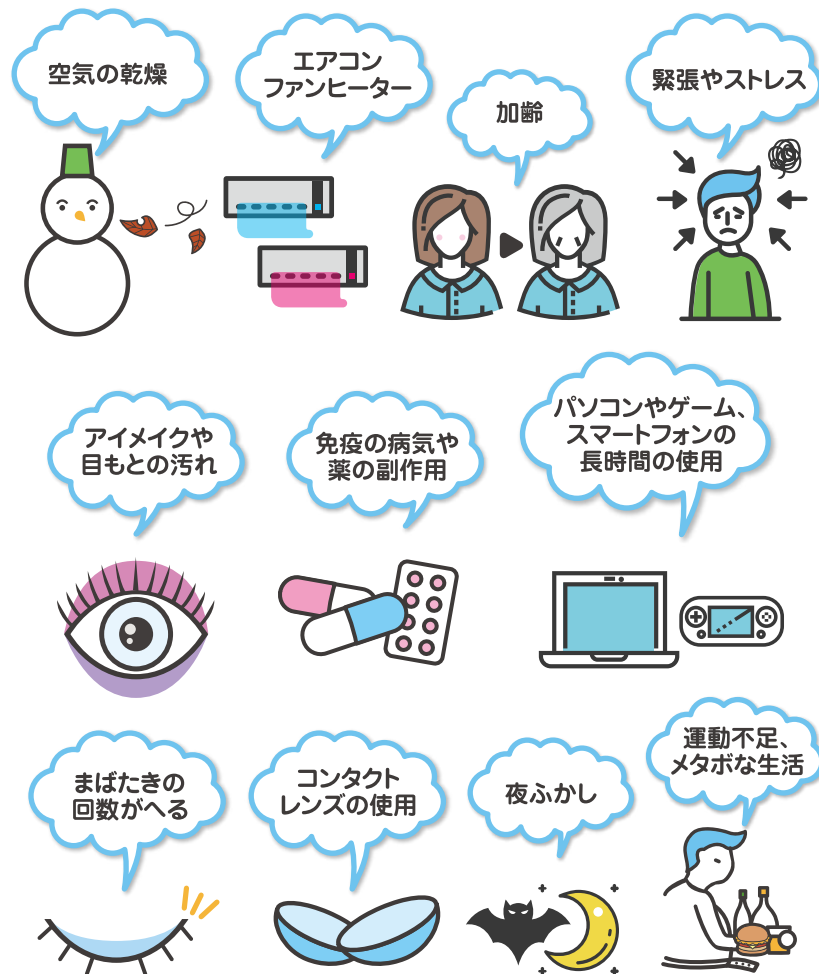 空気の乾燥
エアコン
ファンヒーター
加齢
緊張やストレス
アイメイクや
目もとの汚れ
免疫の病気や
薬の副作用
パソコンやゲーム、
スマートフォンの
長時間の使用
まばたきの
回数がへる
コンタクト
レンズの使用
夜ふかし
運動不足、
メタボな生活